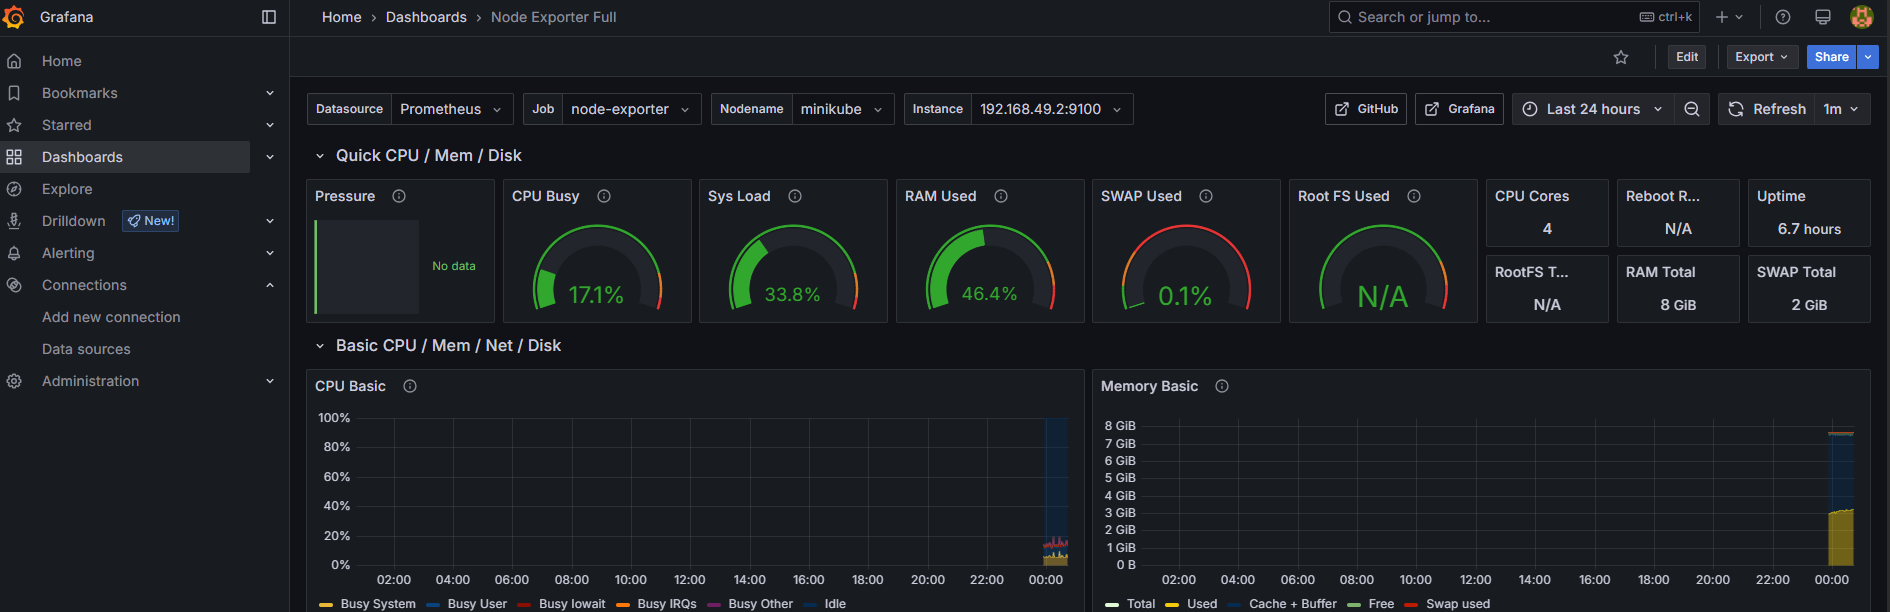 Grafana
Home › Dashboards › Node Exporter Full
Search or jump to... ctrl+k
Home
Bookmarks
Starred
Dashboards
Explore
Drilldown New!
Alerting
Connections
Add new connection
Data sources
Administration
Edit Export Share
Datasource Prometheus Job node-exporter Nodename minikube Instance 192.168.49.2:9100 GitHub Grafana Last 24 hours Refresh 1m
Quick CPU / Mem / Disk
Pressure
No data
CPU Busy
17.1%
Sys Load
33.8%
RAM Used
46.4%
SWAP Used
0.1%
Root FS Used
N/A
CPU Cores
4
Reboot R...
N/A
Uptime
6.7 hours
RootFS T...
N/A
RAM Total
8 GiB
SWAP Total
2 GiB
Basic CPU / Mem / Net / Disk
CPU Basic
100%
80%
60%
40%
20%
0%
02:00 04:00 06:00 08:00 10:00 12:00 14:00 16:00 18:00 20:00 22:00 00:00
Busy System Busy User Busy Iowait Busy IRQs Busy Other Idle
Memory Basic
8 GiB
7 GiB
6 GiB
5 GiB
4 GiB
3 GiB
2 GiB
1 GiB
0 B
02:00 04:00 06:00 08:00 10:00 12:00 14:00 16:00 18:00 20:00 22:00 00:00
Total Used Cache + Buffer Free Swap used